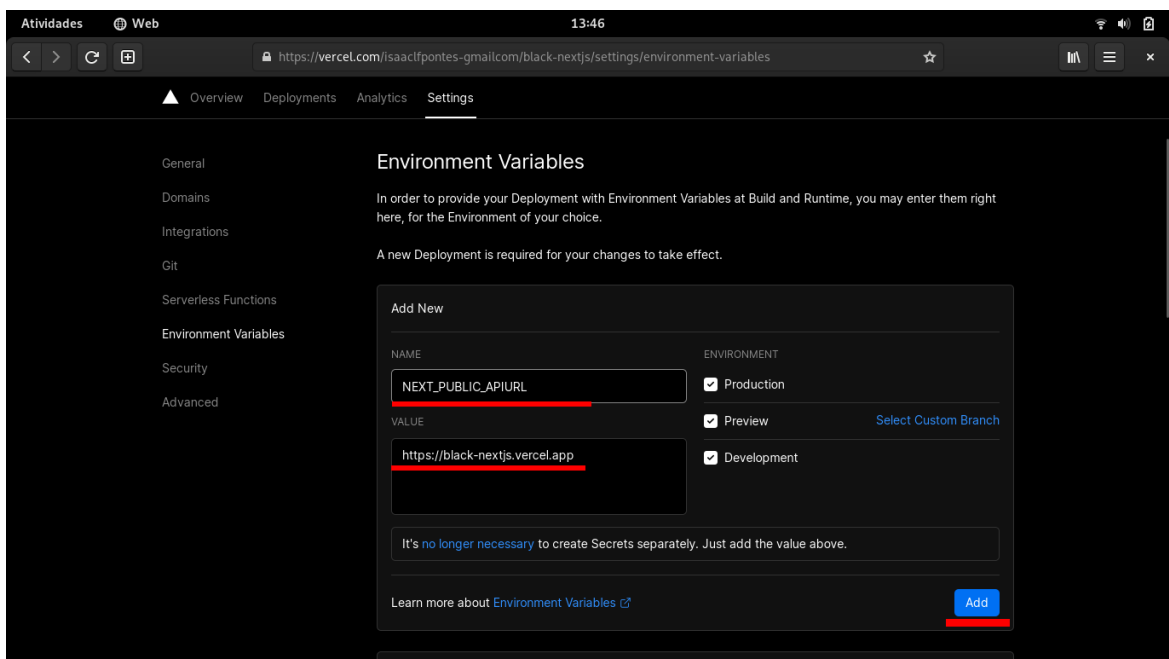 Atividades Web 13:46
https://vercel.com/isaaclfpontes-gmailcom/black-nextjs/settings/environment-variables
Overview Deployments Analytics Settings
General
Domains
Integrations
Git
Serverless Functions
Environment Variables
Security
Advanced
Environment Variables
In order to provide your Deployment with Environment Variables at Build and Runtime, you may enter them right
here, for the Environment of your choice.
A new Deployment is required for your changes to take effect.
Add New
NAME
NEXT_PUBLIC_APIURL
VALUE
https://black-nextjs.vercel.app
ENVIRONMENT
Production
Preview Select Custom Branch
Development
It's no longer necessary to create Secrets separately. Just add the value above.
Learn more about Environment Variables
Add